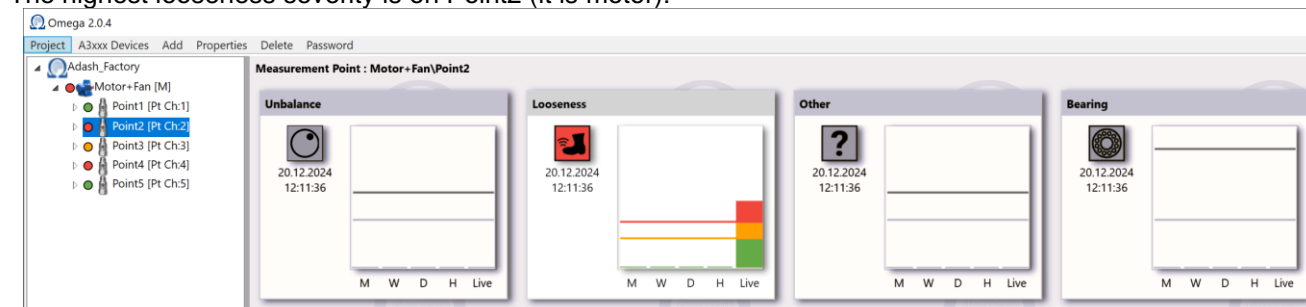 The highest looseness severity is on Point2 (it is motor).
Omega 2.0.4
Project A3xxx Devices Add Properties Delete Password
Adash_Factory
Motor+Fan [M]
Point1 [Pt Ch:1]
Point2 [Pt Ch:2]
Point3 [Pt Ch:3]
Point4 [Pt Ch:4]
Point5 [Pt Ch:5]
Measurement Point : Motor+Fan\Point2
Unbalance
20.12.2024
12:11:36
M W D H Live
Looseness
20.12.2024
12:11:36
M W D H Live
Other
?
20.12.2024
12:11:36
M W D H Live
Bearing
20.12.2024
12:11:36
M W D H Live